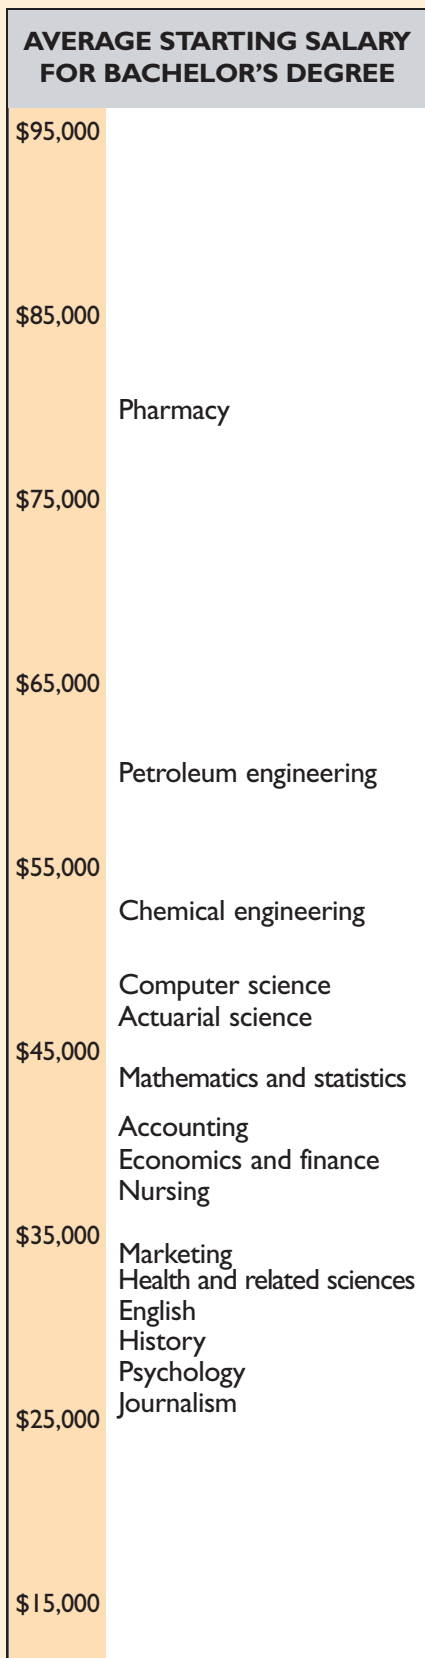 AVERAGE STARTING SALARY
FOR BACHELOR'S DEGREE
$95,000
$85,000
Pharmacy
$75,000
$65,000
Petroleum engineering
$55,000
Chemical engineering
Computer science
Actuarial science
$45,000
Mathematics and statistics
Accounting
Economics and finance
Nursing
$35,000
Marketing
Health and related sciences
English
History
Psychology
Journalism
$25,000
$15,000